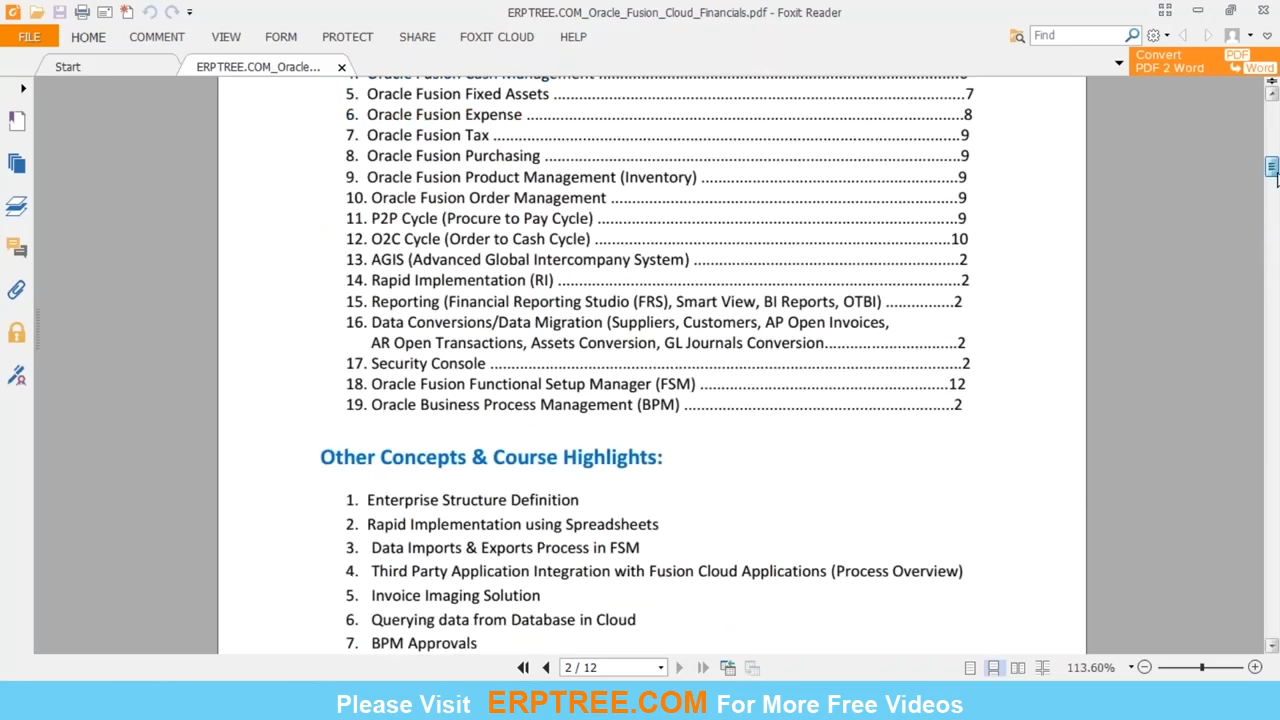 ERPTREE.COM_Oracle_Fusion_Cloud_Financials.pdf - Foxit Reader
FILE HOME COMMENT VIEW FORM PROTECT SHARE FOXIT CLOUD HELP Find
Start ERPTREE.COM_Oracle... Convert PDF
PDF 2 Word Word
4. Oracle Fusion Cash Management ..........6
5. Oracle Fusion Fixed Assets ..........7
6. Oracle Fusion Expense ..........8
7. Oracle Fusion Tax ..........9
8. Oracle Fusion Purchasing ..........9
9. Oracle Fusion Product Management (Inventory) ..........9
10. Oracle Fusion Order Management ..........9
11. P2P Cycle (Procure to Pay Cycle) ..........9
12. O2C Cycle (Order to Cash Cycle) ..........10
13. AGIS (Advanced Global Intercompany System) ..........2
14. Rapid Implementation (RI) ..........2
15. Reporting (Financial Reporting Studio (FRS), Smart View, BI Reports, OTBI) ..........2
16. Data Conversions/Data Migration (Suppliers, Customers, AP Open Invoices,
AR Open Transactions, Assets Conversion, GL Journals Conversion..........2
17. Security Console ..........2
18. Oracle Fusion Functional Setup Manager (FSM) ..........12
19. Oracle Business Process Management (BPM) ..........2
Other Concepts & Course Highlights:
1. Enterprise Structure Definition
2. Rapid Implementation using Spreadsheets
3. Data Imports & Exports Process in FSM
4. Third Party Application Integration with Fusion Cloud Applications (Process Overview)
5. Invoice Imaging Solution
6. Querying data from Database in Cloud
7. BPM Approvals
2 / 12 113.60%
Please Visit ERPTREE.COM For More Free Videos